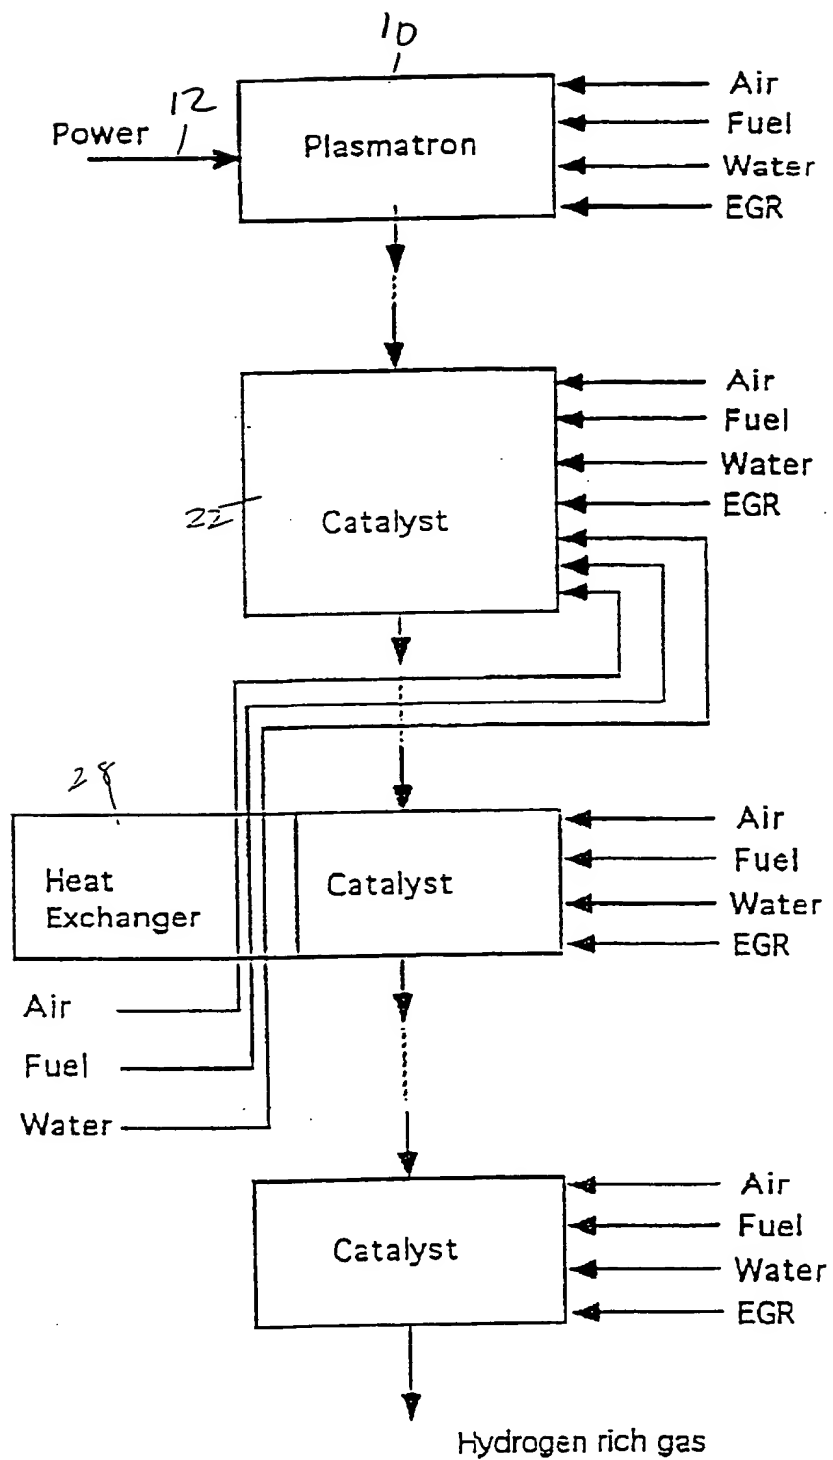 10
12
Power
Plasmatron
Air
Fuel
Water
EGR
22
Catalyst
Air
Fuel
Water
EGR
28
Heat
Exchanger
Catalyst
Air
Fuel
Water
EGR
Air
Fuel
Water
Catalyst
Air
Fuel
Water
EGR
Hydrogen rich gas